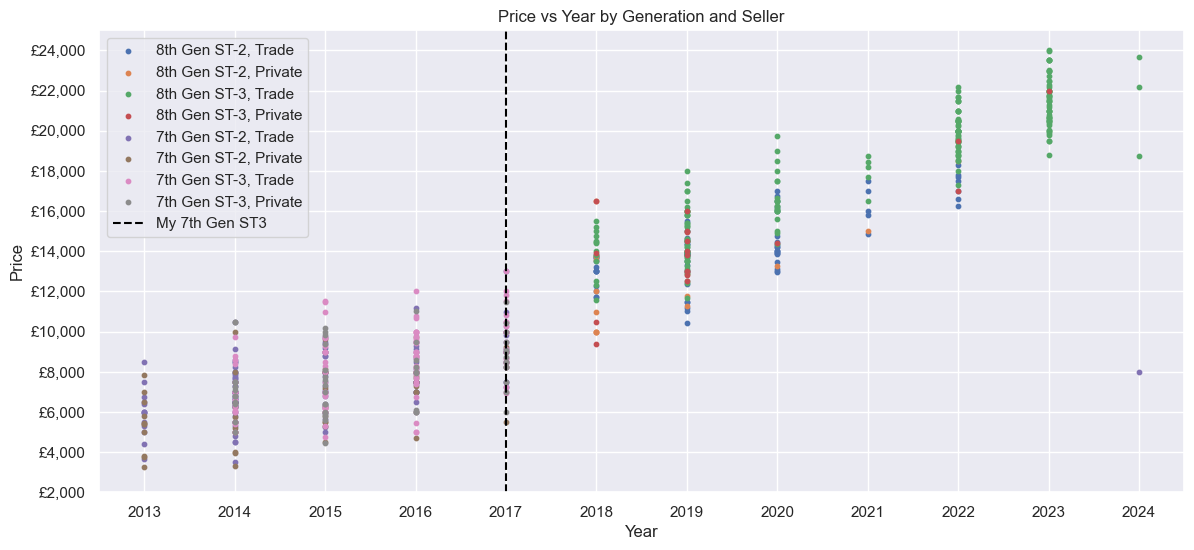 Price vs Year by Generation and Seller
£24,000
£22,000
£20,000
£18,000
£16,000
£14,000
£12,000
£10,000
£8,000
£6,000
£4,000
£2,000
Price
8th Gen ST-2, Trade
8th Gen ST-2, Private
8th Gen ST-3, Trade
8th Gen ST-3, Private
7th Gen ST-2, Trade
7th Gen ST-2, Private
7th Gen ST-3, Trade
7th Gen ST-3, Private
My 7th Gen ST3
2013 2014 2015 2016 2017 2018 2019 2020 2021 2022 2023 2024
Year